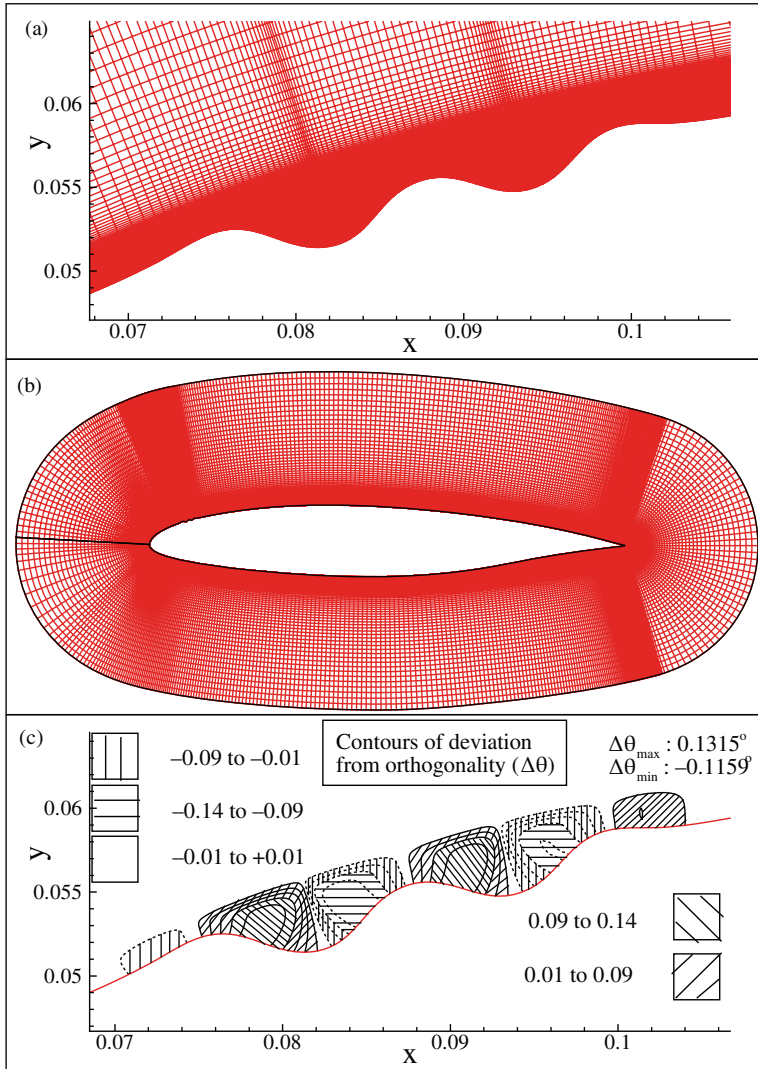 (a)
0.06
y
0.055
0.05
0.07 0.08 0.09 0.1
x
(b)
(c)
Contours of deviation
from orthogonality (Δθ)
Δθmax : 0.1315°
Δθmin : –0.1159°
–0.09 to –0.01
–0.14 to –0.09
–0.01 to +0.01
0.06
y
0.055
0.05
0.09 to 0.14
0.01 to 0.09
0.07 0.08 0.09 0.1
x